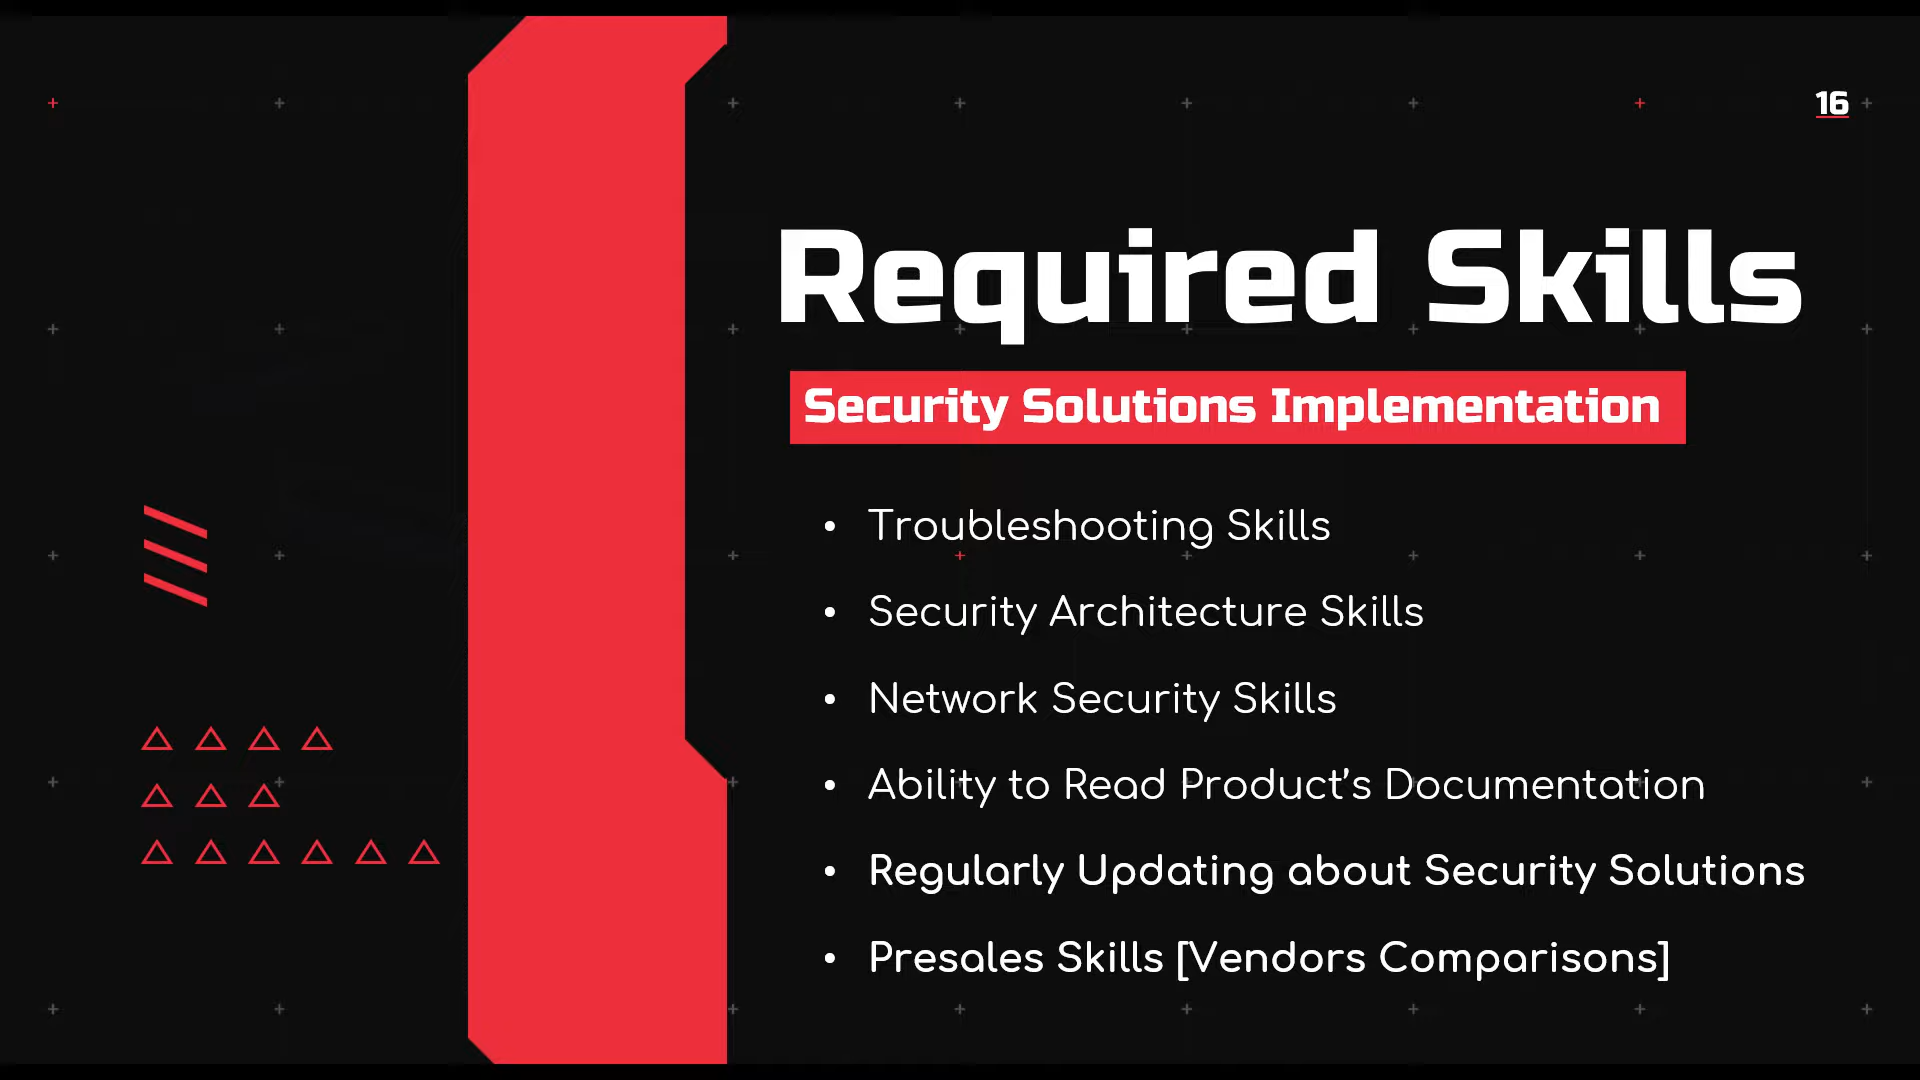 16
Required Skills
Security Solutions Implementation
• Troubleshooting Skills
• Security Architecture Skills
• Network Security Skills
• Ability to Read Product’s Documentation
• Regularly Updating about Security Solutions
• Presales Skills [Vendors Comparisons]